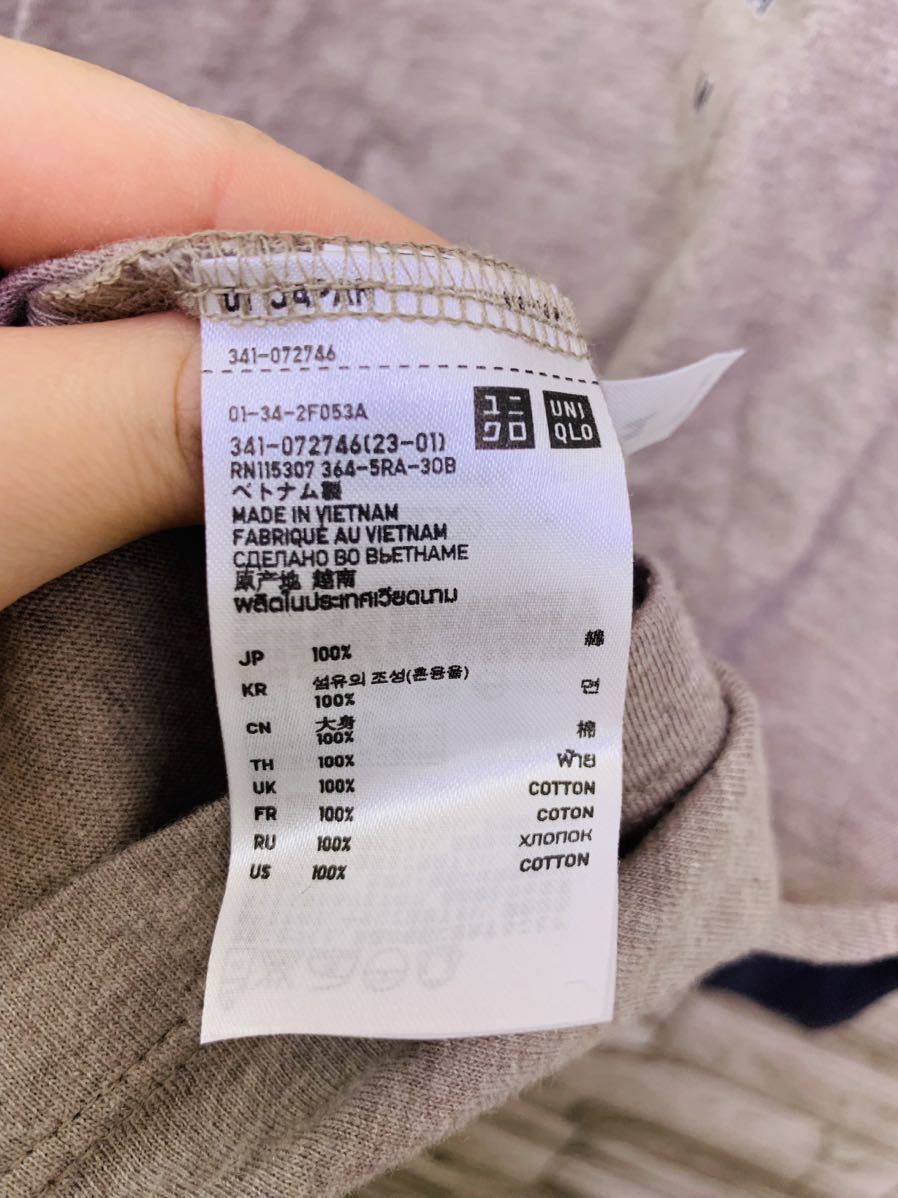 341-072746
01-34-2F053A
ユニ
クロ
UNI
QLO
341-072746(23-01)
RN115307 364-5RA-30B
ベトナム製
MADE IN VIETNAM
FABRIQUÉ AU VIETNAM
СДЕЛАНО ВО ВЬЕТНАМЕ
原产地 越南
ผลิตในประเทศเวียดนาม
JP 100% 綿
KR 섬유의 조성(혼용율)
100% 면
CN 大身
100% 棉
TH 100% ฝ้าย
UK 100% COTTON
FR 100% COTON
RU 100% ХЛОПОК
US 100% COTTON